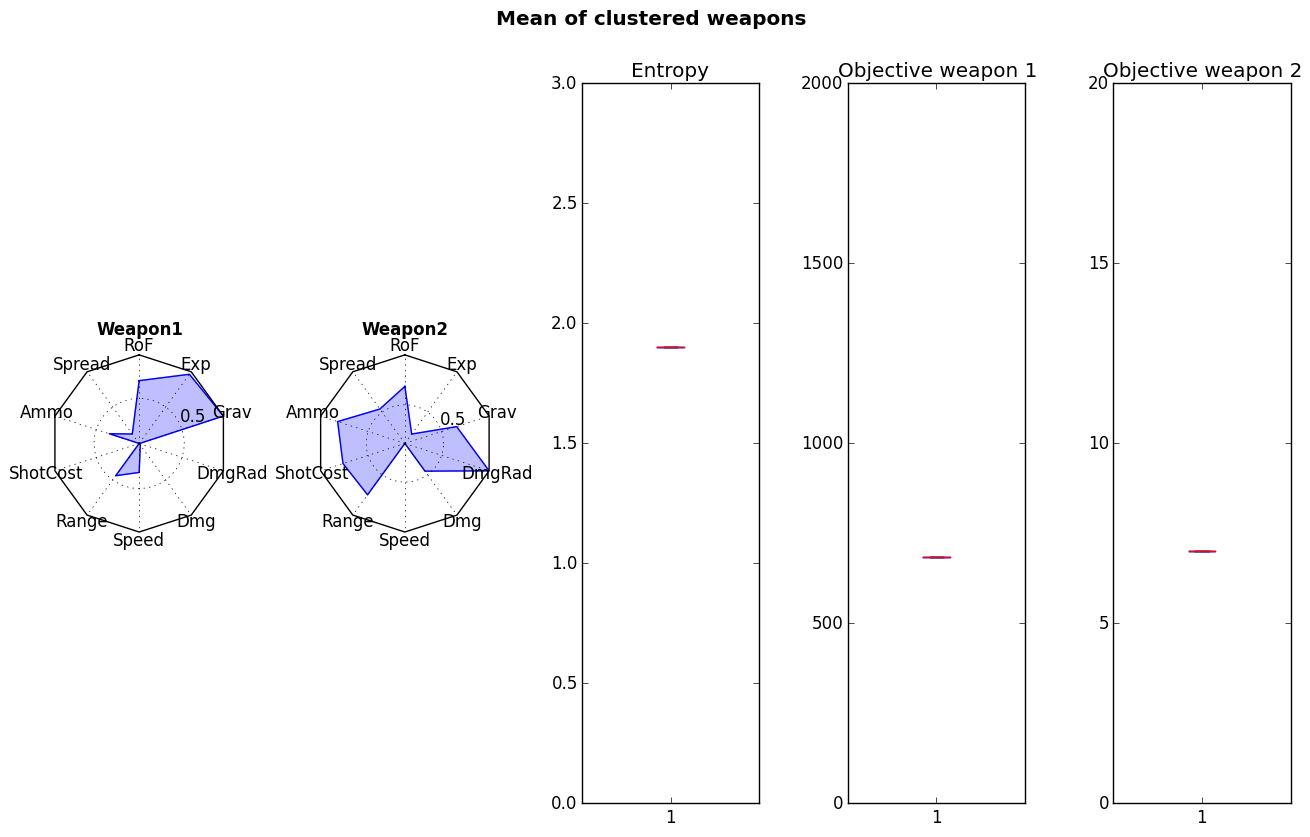 Mean of clustered weapons
Weapon1
RoF
Exp
Spread
Grav
0.5
Ammo
ShotCost
DmgRad
Range
Dmg
Speed
Weapon2
RoF
Exp
Spread
Grav
0.5
Ammo
ShotCost
DmgRad
Range
Dmg
Speed
Entropy
3.0
2.5
2.0
1.5
1.0
0.5
0.0
1
Objective weapon 1
2000
1500
1000
500
0
1
Objective weapon 2
20
15
10
5
0
1